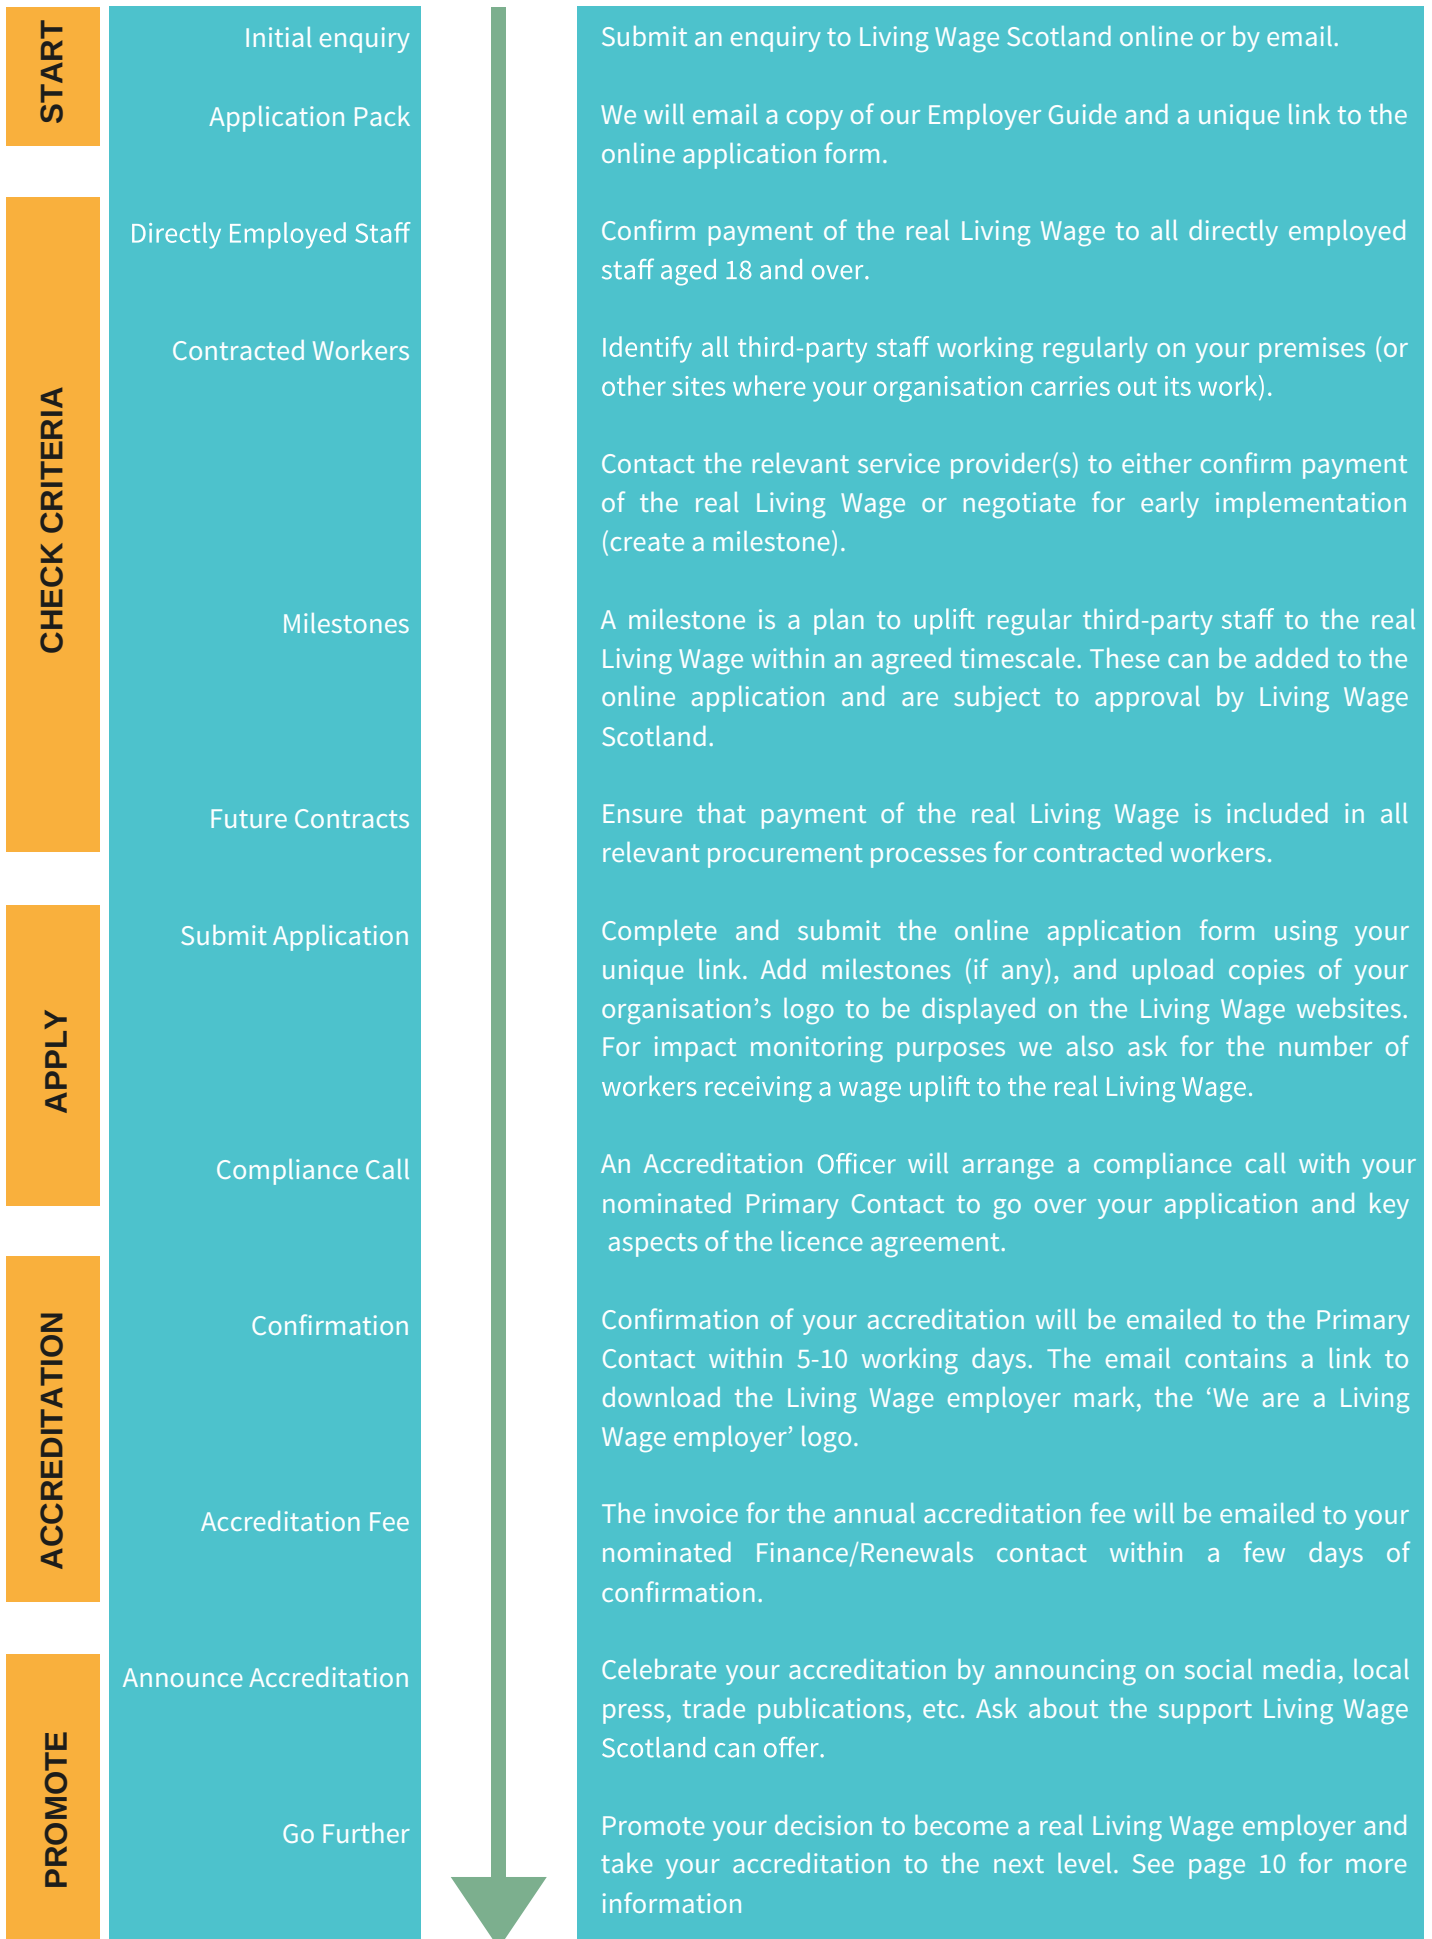 START
Initial enquiry
Submit an enquiry to Living Wage Scotland online or by email.
Application Pack
We will email a copy of our Employer Guide and a unique link to the
online application form.
CHECK CRITERIA
Directly Employed Staff
Confirm payment of the real Living Wage to all directly employed
staff aged 18 and over.
Contracted Workers
Identify all third-party staff working regularly on your premises (or
other sites where your organisation carries out its work).
Contact the relevant service provider(s) to either confirm payment
of the real Living Wage or negotiate for early implementation
(create a milestone).
Milestones
A milestone is a plan to uplift regular third-party staff to the real
Living Wage within an agreed timescale. These can be added to the
online application and are subject to approval by Living Wage
Scotland.
Future Contracts
Ensure that payment of the real Living Wage is included in all
relevant procurement processes for contracted workers.
APPLY
Submit Application
Complete and submit the online application form using your
unique link. Add milestones (if any), and upload copies of your
organisation’s logo to be displayed on the Living Wage websites.
For impact monitoring purposes we also ask for the number of
workers receiving a wage uplift to the real Living Wage.
Compliance Call
An Accreditation Officer will arrange a compliance call with your
nominated Primary Contact to go over your application and key
aspects of the licence agreement.
ACCREDITATION
Confirmation
Confirmation of your accreditation will be emailed to the Primary
Contact within 5-10 working days. The email contains a link to
download the Living Wage employer mark, the ‘We are a Living
Wage employer’ logo.
Accreditation Fee
The invoice for the annual accreditation fee will be emailed to your
nominated Finance/Renewals contact within a few days of
confirmation.
PROMOTE
Announce Accreditation
Celebrate your accreditation by announcing on social media, local
press, trade publications, etc. Ask about the support Living Wage
Scotland can offer.
Go Further
Promote your decision to become a real Living Wage employer and
take your accreditation to the next level. See page 10 for more
information